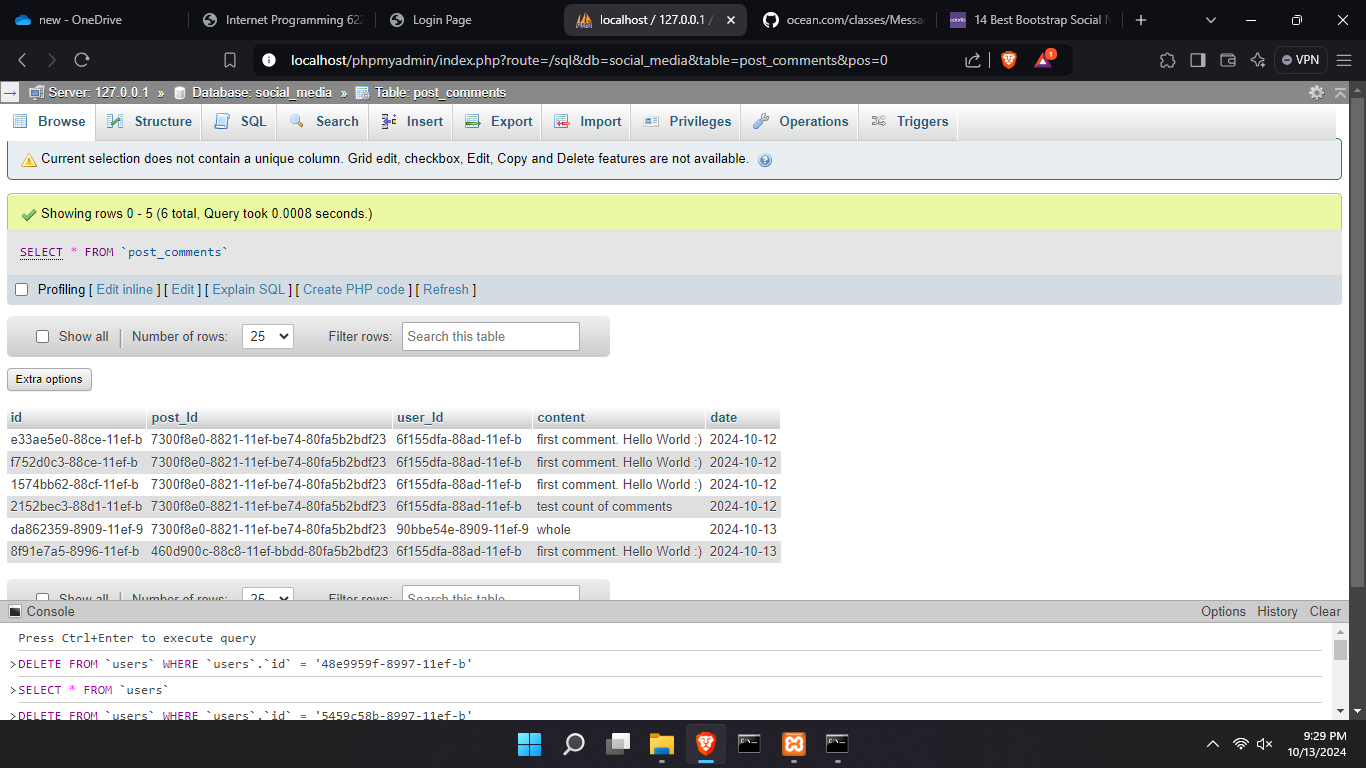 new - OneDrive
Internet Programming 622
Login Page
localhost / 127.0.0.1 /
ocean.com/classes/Messa
14 Best Bootstrap Social N
localhost/phpmyadmin/index.php?route=/sql&db=social_media&table=post_comments&pos=0
1
VPN
Server: 127.0.0.1 » Database: social_media » Table: post_comments
Browse Structure SQL Search Insert Export Import Privileges Operations Triggers
Current selection does not contain a unique column. Grid edit, checkbox, Edit, Copy and Delete features are not available.
Showing rows 0 - 5 (6 total, Query took 0.0008 seconds.)
SELECT * FROM `post_comments`
Profiling [ Edit inline ] [ Edit ] [ Explain SQL ] [ Create PHP code ] [ Refresh ]
Show all Number of rows: 25 Filter rows: Search this table
Extra options
id post_Id user_Id content date
e33ae5e0-88ce-11ef-b 7300f8e0-8821-11ef-be74-80fa5b2bdf23 6f155dfa-88ad-11ef-b first comment. Hello World :) 2024-10-12
f752d0c3-88ce-11ef-b 7300f8e0-8821-11ef-be74-80fa5b2bdf23 6f155dfa-88ad-11ef-b first comment. Hello World :) 2024-10-12
1574bb62-88cf-11ef-b 7300f8e0-8821-11ef-be74-80fa5b2bdf23 6f155dfa-88ad-11ef-b first comment. Hello World :) 2024-10-12
2152bec3-88d1-11ef-b 7300f8e0-8821-11ef-be74-80fa5b2bdf23 6f155dfa-88ad-11ef-b test count of comments 2024-10-12
da862359-8909-11ef-9 7300f8e0-8821-11ef-be74-80fa5b2bdf23 90bbe54e-8909-11ef-9 whole 2024-10-13
8f91e7a5-8996-11ef-b 460d900c-88c8-11ef-bbdd-80fa5b2bdf23 6f155dfa-88ad-11ef-b first comment. Hello World :) 2024-10-13
Show all Number of rows: 25 Filter rows: Search this table
Console Options History Clear
Press Ctrl+Enter to execute query
>DELETE FROM `users` WHERE `users`.`id` = '48e9959f-8997-11ef-b'
>SELECT * FROM `users`
>DELETE FROM `users` WHERE `users`.`id` = '5459c58b-8997-11ef-b'
9:29 PM
10/13/2024